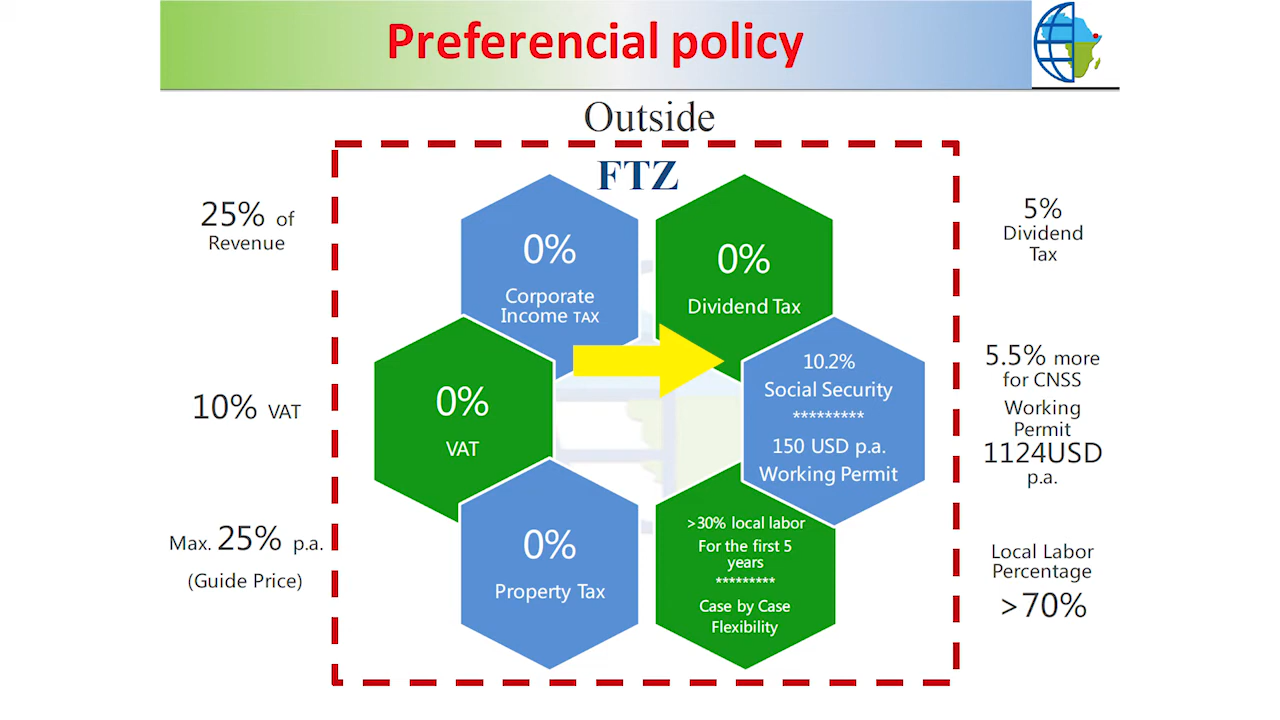 Preferencial policy
Outside
FTZ
25% of
Revenue
10% VAT
Max. 25% p.a.
(Guide Price)
0%
Corporate
Income TAX
0%
Dividend Tax
0%
VAT
10.2%
Social Security
*********
150 USD p.a.
Working Permit
0%
Property Tax
>30% local labor
For the first 5
years
*********
Case by Case
Flexibility
5%
Dividend
Tax
5.5% more
for CNSS
Working
Permit
1124USD
p.a.
Local Labor
Percentage
>70%